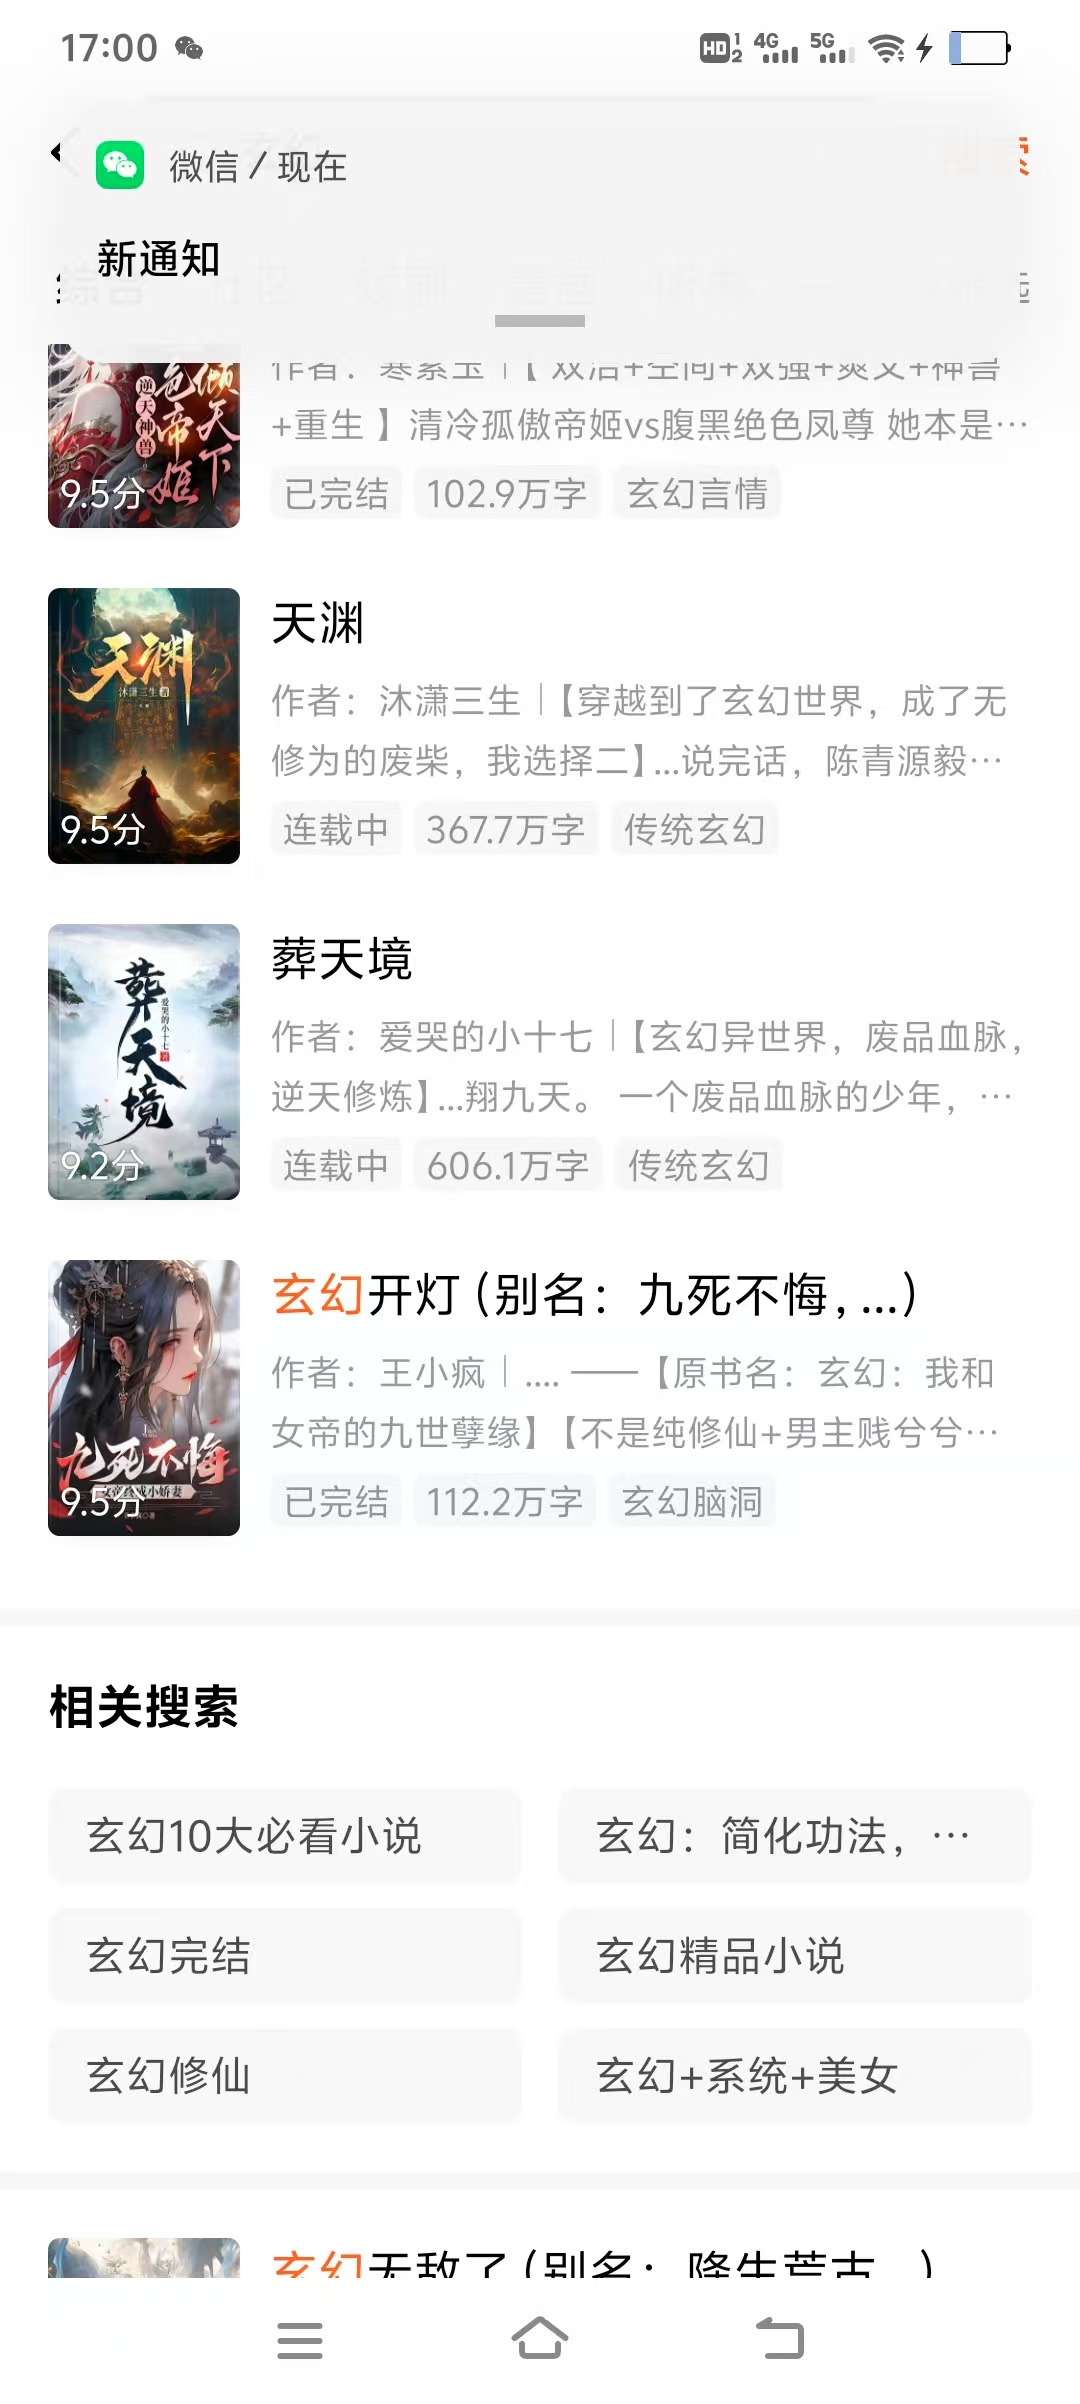 17:00
HD 1 2 4G 5G
微信 / 现在
新通知
作者：寒素玉 |【双洁+空间+双强+爽文+神兽
+重生】清冷孤傲帝姬vs腹黑绝色凤尊 她本是…
倾天下
绝色帝姬
逆天神兽
9.5分
已完结 102.9万字 玄幻言情
天渊
沐潇三生 著
9.5分
天渊
作者：沐潇三生 |【穿越到了玄幻世界，成了无
修为的废柴，我选择二】...说完话，陈青源毅…
连载中 367.7万字 传统玄幻
葬天境
爱哭的小十七 著
9.2分
葬天境
作者：爱哭的小十七 |【玄幻异世界，废品血脉，
逆天修炼】...翔九天。 一个废品血脉的少年，…
连载中 606.1万字 传统玄幻
九死不悔
9.5分
玄幻开灯（别名：九死不悔，...）
作者：王小疯 | .... ——【原书名：玄幻：我和
女帝的九世孽缘】【不是纯修仙+男主贱兮兮…
已完结 112.2万字 玄幻脑洞
相关搜索
玄幻10大必看小说
玄幻：简化功法，…
玄幻完结
玄幻精品小说
玄幻修仙
玄幻+系统+美女
玄幻无敌了（别名：降生荒古...）